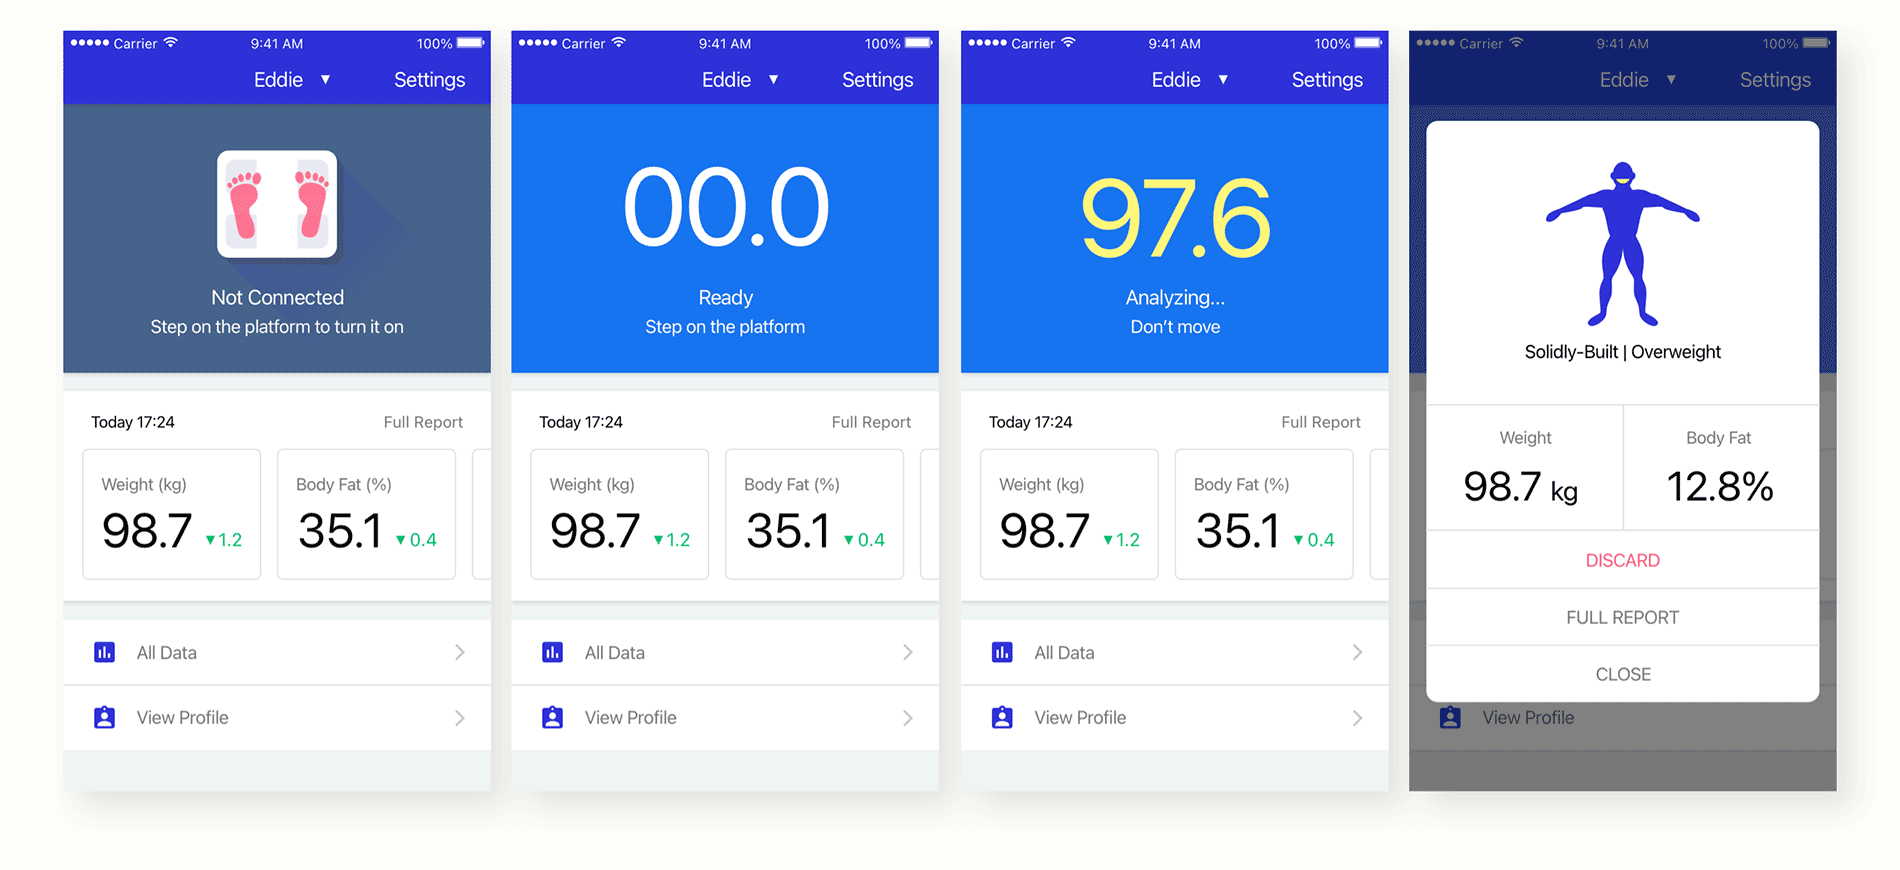 Carrier 9:41 AM 100%
Eddie ▼ Settings
Not Connected
Step on the platform to turn it on
Today 17:24 Full Report
Weight (kg) Body Fat (%)
98.7 ▼1.2 35.1 ▼0.4
All Data
View Profile
Carrier 9:41 AM 100%
Eddie ▼ Settings
00.0
Ready
Step on the platform
Today 17:24 Full Report
Weight (kg) Body Fat (%)
98.7 ▼1.2 35.1 ▼0.4
All Data
View Profile
Carrier 9:41 AM 100%
Eddie ▼ Settings
97.6
Analyzing...
Don't move
Today 17:24 Full Report
Weight (kg) Body Fat (%)
98.7 ▼1.2 35.1 ▼0.4
All Data
View Profile
Carrier 9:41 AM 100%
Eddie ▼ Settings
Solidly-Built | Overweight
Weight Body Fat
98.7 kg 12.8%
DISCARD
FULL REPORT
CLOSE
View Profile